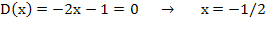 D(x) = −2x − 1 = 0 → x = −1/2